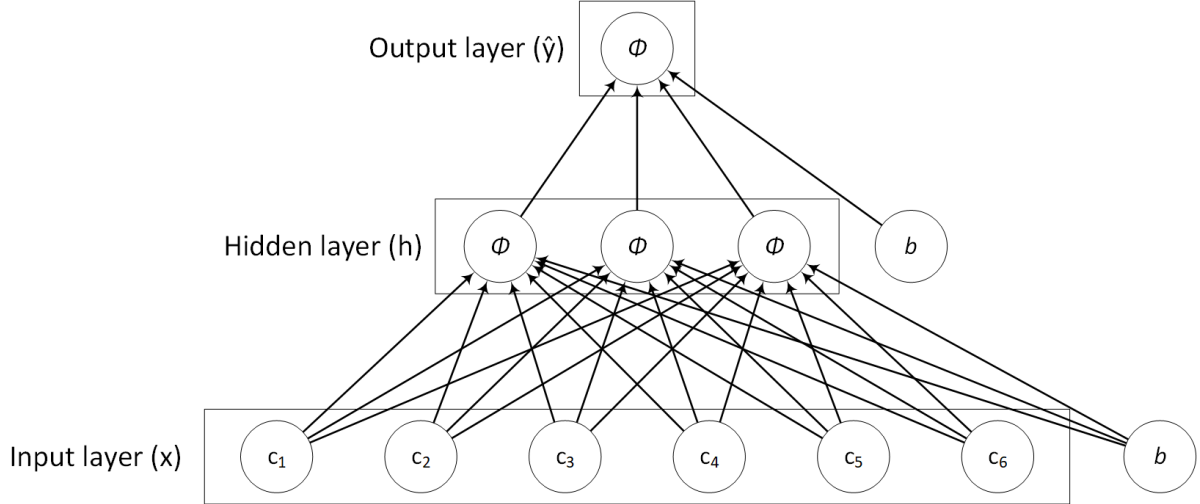 Output layer (ŷ) Φ
Hidden layer (h) Φ Φ Φ b
Input layer (x) c₁ c₂ c₃ c₄ c₅ c₆ b